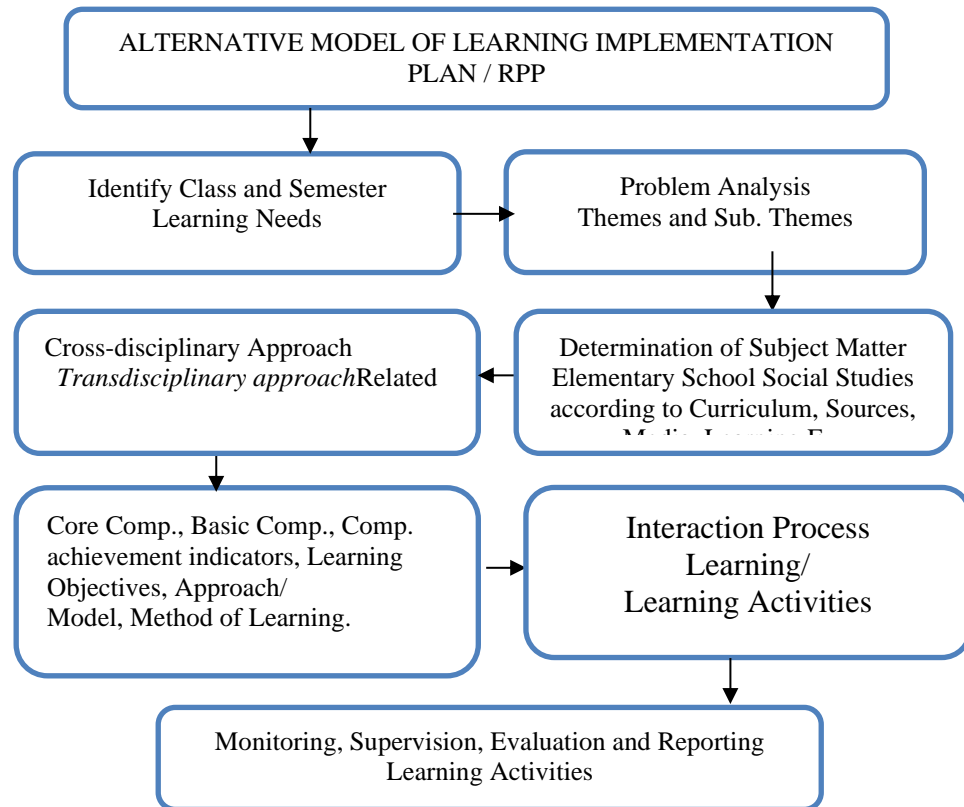 ALTERNATIVE MODEL OF LEARNING IMPLEMENTATION
PLAN / RPP
Identify Class and Semester
Learning Needs
Problem Analysis
Themes and Sub. Themes
Determination of Subject Matter
Elementary School Social Studies
according to Curriculum, Sources,
Cross-disciplinary Approach
Transdisciplinary approachRelated
Core Comp., Basic Comp., Comp.
achievement indicators, Learning
Objectives, Approach/
Model, Method of Learning.
Interaction Process
Learning/
Learning Activities
Monitoring, Supervision, Evaluation and Reporting
Learning Activities